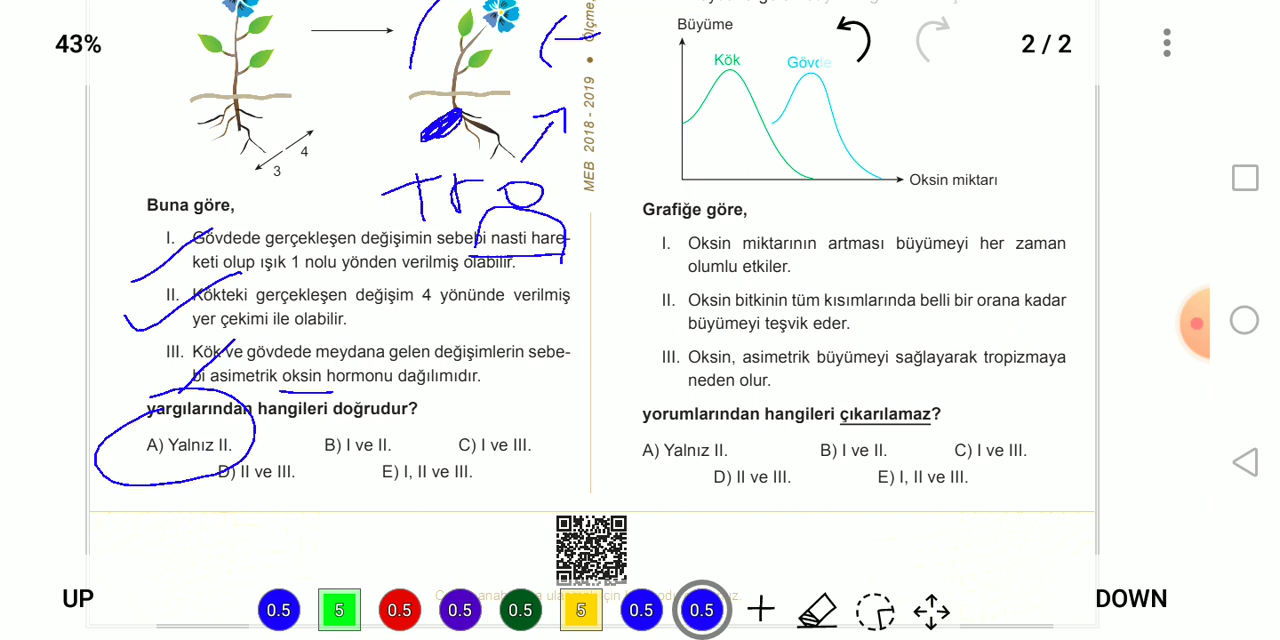 43%
2 / 2
3
4
MEB 2018 - 2019 ● Ölçme,
Büyüme
Kök
Gövde
Oksin miktarı
Buna göre,
I. Gövdede gerçekleşen değişimin sebebi nasti hare-
keti olup ışık 1 nolu yönden verilmiş olabilir.
II. Kökteki gerçekleşen değişim 4 yönünde verilmiş
yer çekimi ile olabilir.
III. Kök ve gövdede meydana gelen değişimlerin sebe-
bi asimetrik oksin hormonu dağılımıdır.
yargılarından hangileri doğrudur?
A) Yalnız II. B) I ve II. C) I ve III.
D) II ve III. E) I, II ve III.
Grafiğe göre,
I. Oksin miktarının artması büyümeyi her zaman
olumlu etkiler.
II. Oksin bitkinin tüm kısımlarında belli bir orana kadar
büyümeyi teşvik eder.
III. Oksin, asimetrik büyümeyi sağlayarak tropizmaya
neden olur.
yorumlarından hangileri çıkarılamaz?
A) Yalnız II. B) I ve II. C) I ve III.
D) II ve III. E) I, II ve III.
UP
0.5 5 0.5 0.5 0.5 5 0.5 0.5
DOWN